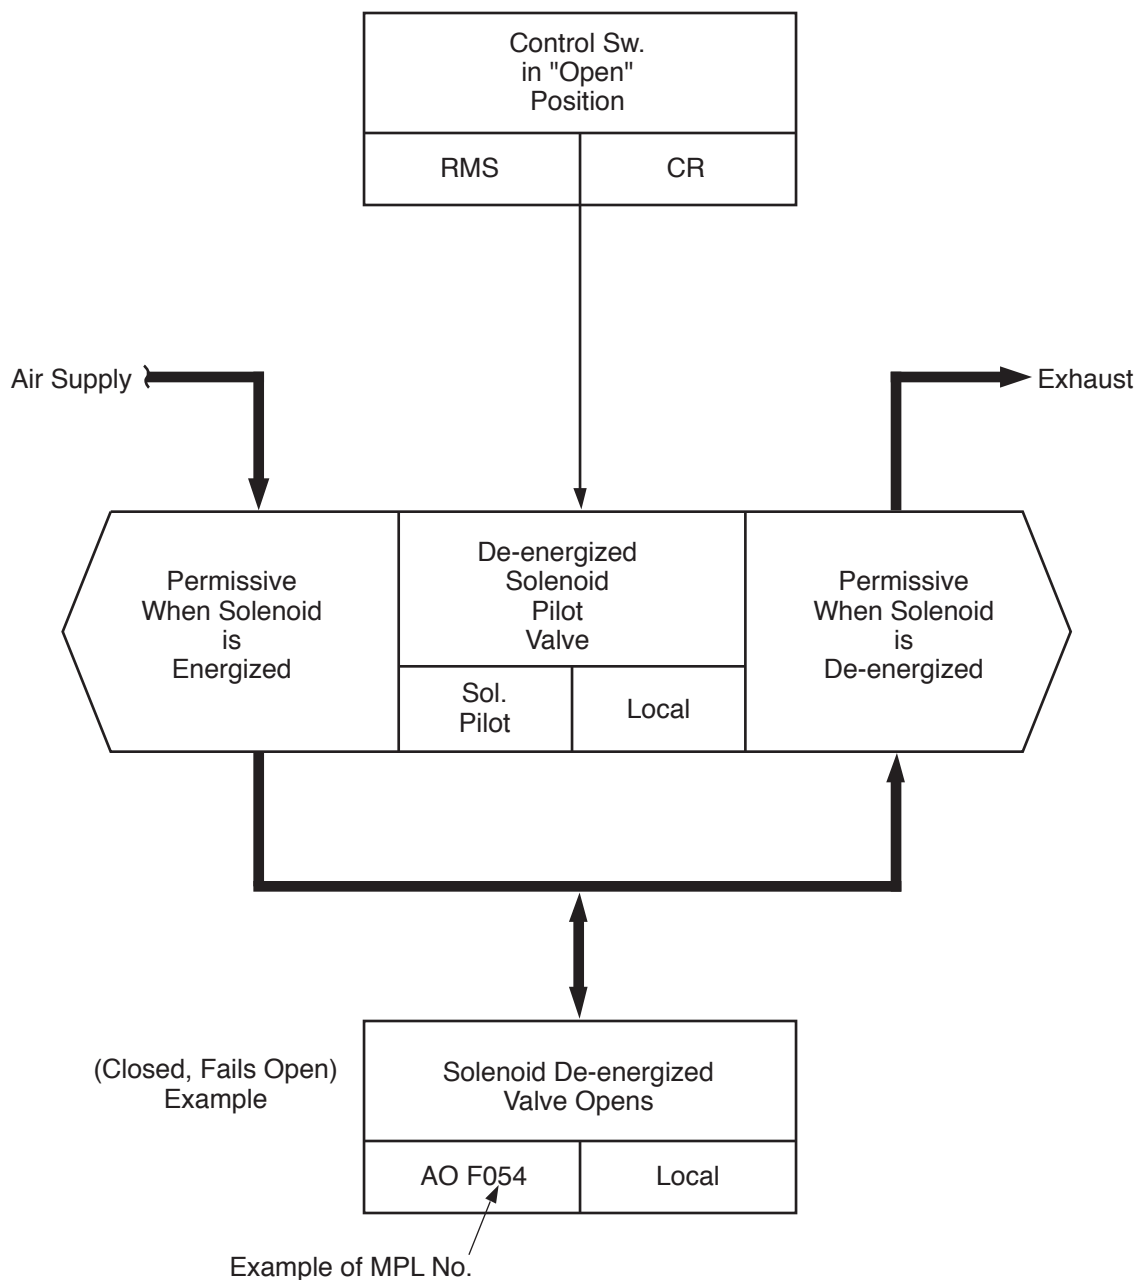 Control Sw.
in "Open"
Position
RMS
CR
Air Supply
Exhaust
Permissive
When Solenoid
is
Energized
De-energized
Solenoid
Pilot
Valve
Sol.
Pilot
Local
Permissive
When Solenoid
is
De-energized
(Closed, Fails Open)
Example
Solenoid De-energized
Valve Opens
AO F054
Local
Example of MPL No.